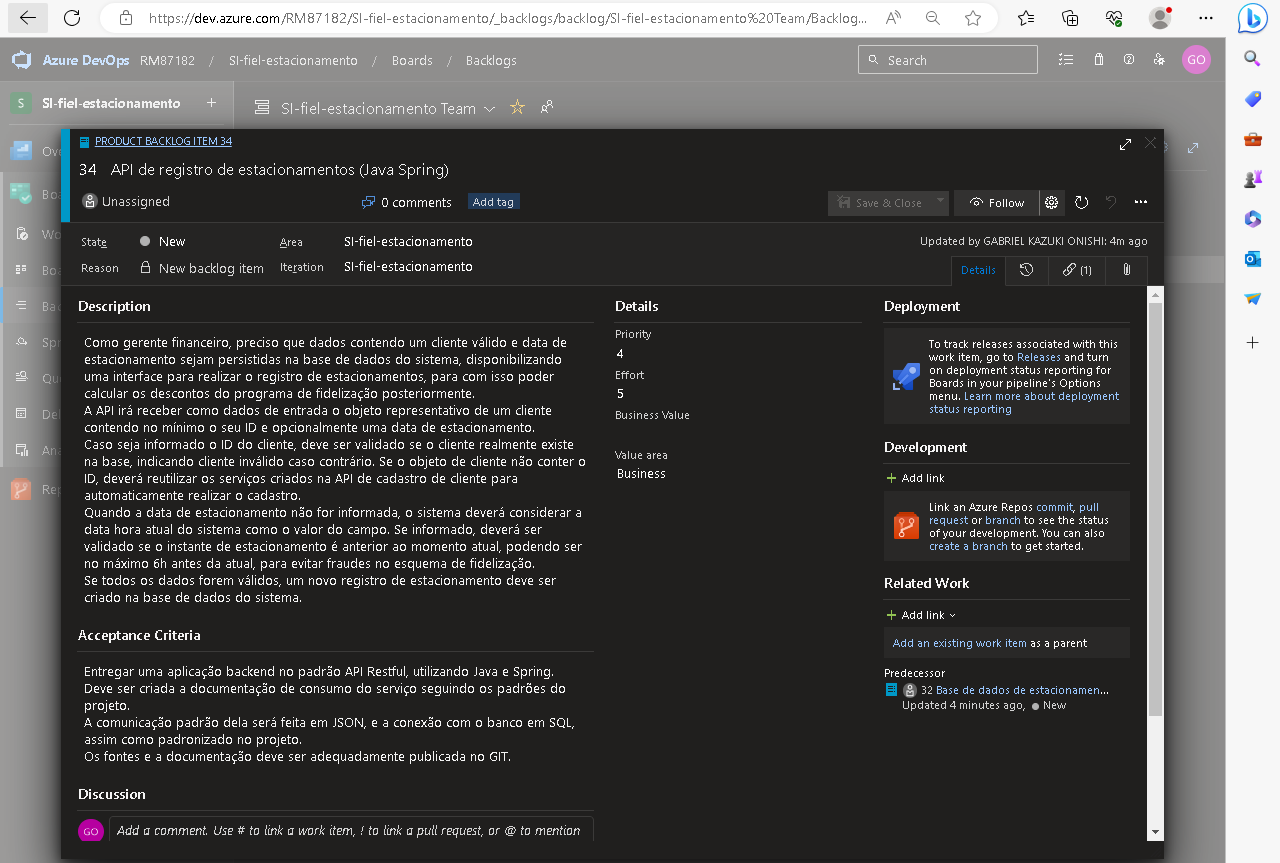 https://dev.azure.com/RM87182/SI-fiel-estacionamento/_backlogs/backlog/SI-fiel-estacionamento%20Team/Backlog...
Azure DevOps RM87182 / SI-fiel-estacionamento / Boards / Backlogs
Search
GO
S SI-fiel-estacionamento
SI-fiel-estacionamento Team
PRODUCT BACKLOG ITEM 34
34 API de registro de estacionamentos (Java Spring)
Unassigned
0 comments
Add tag
Save & Close
Follow
State New
Area SI-fiel-estacionamento
Updated by GABRIEL KAZUKI ONISHI: 4m ago
Reason New backlog item
Iteration SI-fiel-estacionamento
Details
(1)
Description
Como gerente financeiro, preciso que dados contendo um cliente válido e data de
estacionamento sejam persistidas na base de dados do sistema, disponibilizando
uma interface para realizar o registro de estacionamentos, para com isso poder
calcular os descontos do programa de fidelização posteriormente.
A API irá receber como dados de entrada o objeto representativo de um cliente
contendo no mínimo o seu ID e opcionalmente uma data de estacionamento.
Caso seja informado o ID do cliente, deve ser validado se o cliente realmente existe
na base, indicando cliente inválido caso contrário. Se o objeto de cliente não conter o
ID, deverá reutilizar os serviços criados na API de cadastro de cliente para
automaticamente realizar o cadastro.
Quando a data de estacionamento não for informada, o sistema deverá considerar a
data hora atual do sistema como o valor do campo. Se informado, deverá ser
validado se o instante de estacionamento é anterior ao momento atual, podendo ser
no máximo 6h antes da atual, para evitar fraudes no esquema de fidelização.
Se todos os dados forem válidos, um novo registro de estacionamento deve ser
criado na base de dados do sistema.
Acceptance Criteria
Entregar uma aplicação backend no padrão API Restful, utilizando Java e Spring.
Deve ser criada a documentação de consumo do serviço seguindo os padrões do
projeto.
A comunicação padrão dela será feita em JSON, e a conexão com o banco em SQL,
assim como padronizado no projeto.
Os fontes e a documentação deve ser adequadamente publicada no GIT.
Discussion
GO
Add a comment. Use # to link a work item, ! to link a pull request, or @ to mention
Details
Priority
4
Effort
5
Business Value
Value area
Business
Deployment
To track releases associated with this
work item, go to Releases and turn
on deployment status reporting for
Boards in your pipeline's Options
menu. Learn more about deployment
status reporting
Development
Add link
Link an Azure Repos commit, pull
request or branch to see the status
of your development. You can also
create a branch to get started.
Related Work
Add link
Add an existing work item as a parent
Predecessor
32 Base de dados de estacionamen...
Updated 4 minutes ago, New